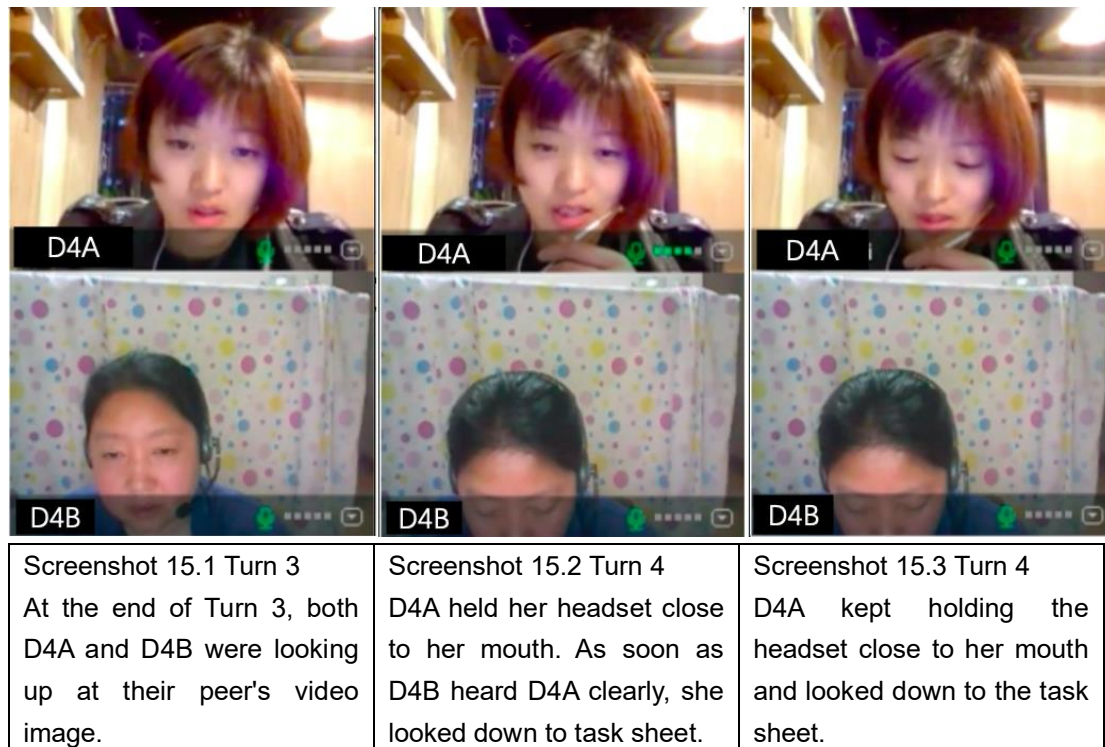 D4A
D4A
D4A
D4B
D4B
D4B
Screenshot 15.1 Turn 3
At the end of Turn 3, both
D4A and D4B were looking
up at their peer's video
image.
Screenshot 15.2 Turn 4
D4A held her headset close
to her mouth. As soon as
D4B heard D4A clearly, she
looked down to task sheet.
Screenshot 15.3 Turn 4
D4A kept holding the
headset close to her mouth
and looked down to the task
sheet.